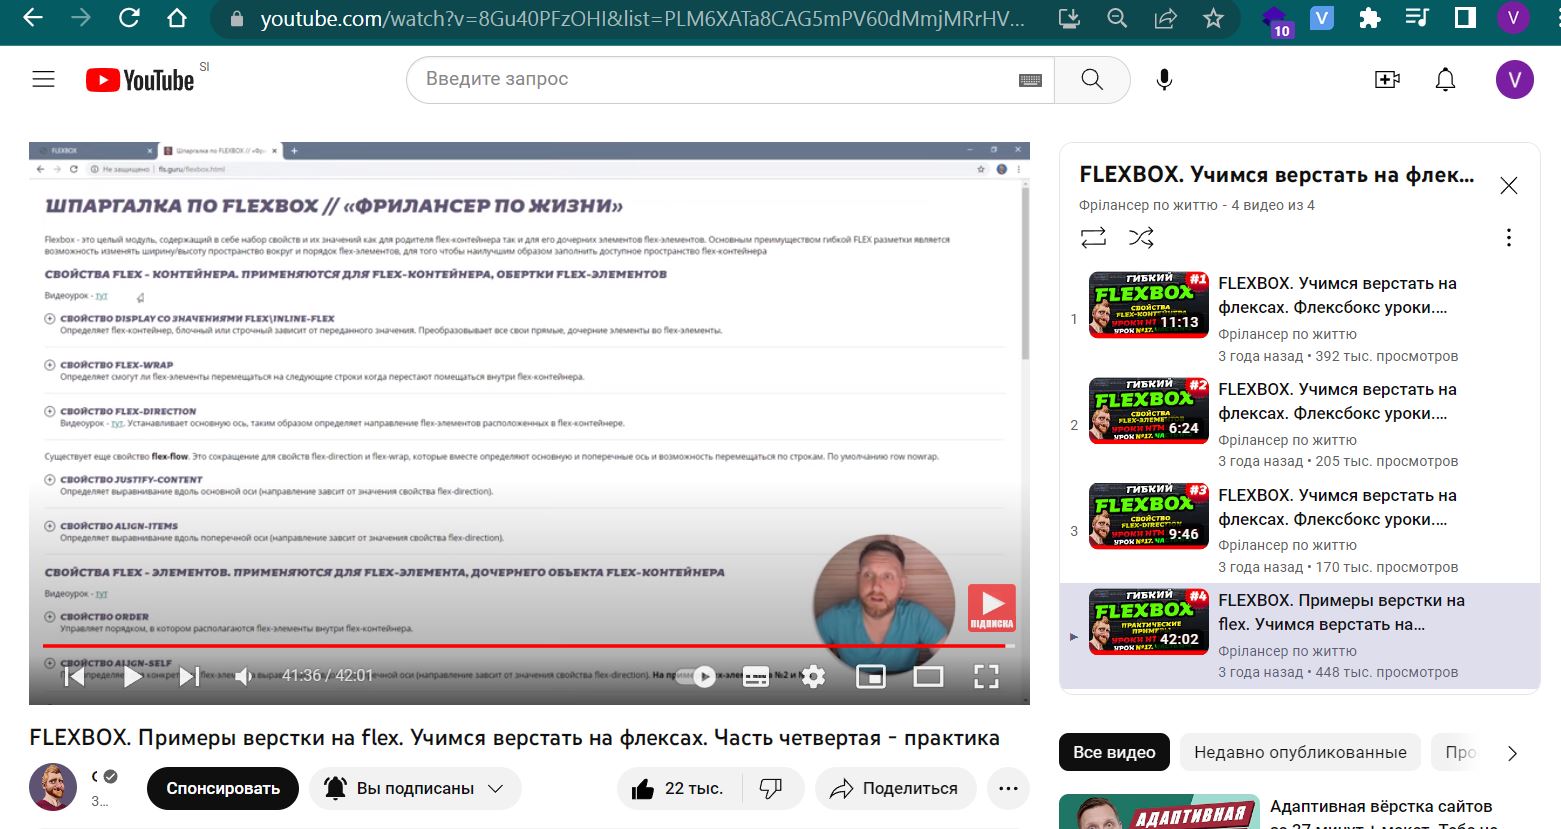 youtube.com/watch?v=8Gu40PFzOHI&list=PLM6XATa8CAG5mPV60dMmjMRrHV...
10
V
V
YouTube
SI
Введите запрос
V
FLEXBOX
Шпаргалка по FLEXBOX // «Фр
Не защищено | fls.guru/flexbox.html
ШПАРГАЛКА ПО FLEXBOX // «ФРИЛАНСЕР ПО ЖИЗНИ»
Flexbox - это целый модуль, содержащий в себе набор свойств и их значений как для родителя flex-контейнера так и для его дочерних элементов flex-элементов. Основным преимуществом гибкой FLEX разметки является
возможность изменять ширину/высоту пространство вокруг и порядок flex-элементов, для того чтобы наилучшим образом заполнить доступное пространство flex-контейнера
СВОЙСТВА FLEX - КОНТЕЙНЕРА. ПРИМЕНЯЮТСЯ ДЛЯ FLEX-КОНТЕЙНЕРА, ОБЕРТКИ FLEX-ЭЛЕМЕНТОВ
Видеоурок - тут
СВОЙСТВО DISPLAY СО ЗНАЧЕНИЯМИ FLEX\INLINE-FLEX
Определяет flex-контейнер, блочный или строчный зависит от переданного значения. Преобразовывает все свои прямые, дочерние элементы во flex-элементы.
СВОЙСТВО FLEX-WRAP
Определяет смогут ли flex-элементы перемещаться на следующие строки когда перестают помещаться внутри flex-контейнера.
СВОЙСТВО FLEX-DIRECTION
Видеоурок - тут. Устанавливает основную ось, таким образом определяет направление flex-элементов расположенных в flex-контейнере.
Существует еще свойство flex-flow. Это сокращение для свойств flex-direction и flex-wrap, которые вместе определяют основную и поперечные ось и возможность перемещаться по строкам. По умолчанию row nowrap.
СВОЙСТВО JUSTIFY-CONTENT
Определяет выравнивание вдоль основной оси (направление завсит от значения свойства flex-direction).
СВОЙСТВО ALIGN-ITEMS
Определяет выравнивание вдоль поперечной оси (направление завсит от значения свойства flex-direction).
СВОЙСТВА FLEX - ЭЛЕМЕНТОВ. ПРИМЕНЯЮТСЯ ДЛЯ FLEX-ЭЛЕМЕНТА, ДОЧЕРНЕГО ОБЪЕКТА FLEX-КОНТЕЙНЕРА
Видеоурок - тут
СВОЙСТВО ORDER
Управляет порядком, в котором располагаются flex-элементы внутри flex-контейнера.
ПІДПИСКА
СВОЙСТВО ALIGN-SELF
оси (направление завсит от значения свойства flex-direction).
41:36 / 42:01
FLEXBOX. Примеры верстки на flex. Учимся верстать на флексах. Часть четвертая - практика
З...
Спонсировать
Вы подписаны
22 тыс.
Поделиться
FLEXBOX. Учимся верстать на флек...
Фрілансер по життю - 4 видео из 4
1
ГИБКИЙ
#1
FLEXBOX
СВОЙСТВА
11:13
FLEXBOX. Учимся верстать на
флексах. Флексбокс уроки....
Фрілансер по життю
3 года назад • 392 тыс. просмотров
2
ГИБКИЙ
#2
FLEXBOX
СВОЙСТВА
6:24
FLEXBOX. Учимся верстать на
флексах. Флексбокс уроки....
Фрілансер по життю
3 года назад • 205 тыс. просмотров
3
ГИБКИЙ
#3
FLEXBOX
СВОЙСТВО
9:46
FLEXBOX. Учимся верстать на
флексах. Флексбокс уроки....
Фрілансер по життю
3 года назад • 170 тыс. просмотров
ГИБКИЙ
#4
FLEXBOX
ПРАКТИЧЕСКИЕ
42:02
FLEXBOX. Примеры верстки на
flex. Учимся верстать на...
Фрілансер по життю
3 года назад • 448 тыс. просмотров
Все видео
Недавно опубликованные
Про
АДАПТИВНАЯ
Адаптивная вёрстка сайтов